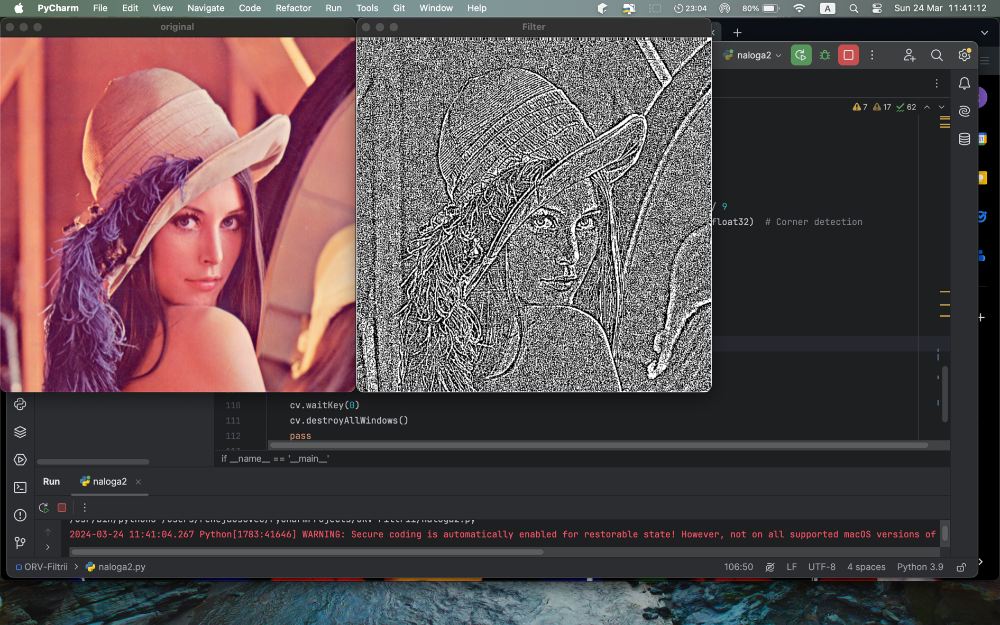 PyCharm File Edit View Navigate Code Refactor Run Tools Git Window Help 23:04 80% A Sun 24 Mar 11:41:12
original
Filter
naloga2
7 17 62
/ 9
float32) # Corner detection
110 cv.waitKey(0)
111 cv.destroyAllWindows()
112 pass
if __name__ == '__main__'
Run naloga2
2024-03-24 11:41:04.267 Python[1783:41646] WARNING: Secure coding is automatically enabled for restorable state! However, not on all supported macOS versions of
ORV-Filtrii > naloga2.py 106:50 LF UTF-8 4 spaces Python 3.9